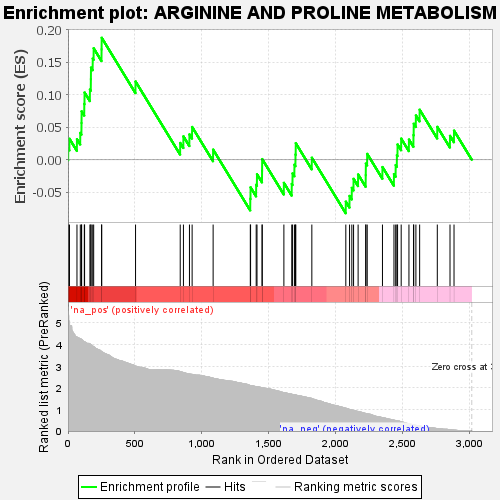 Enrichment plot: ARGININE AND PROLINE METABOLISM
Enrichment score (ES)
0.20
0.15
0.10
0.05
0.00
-0.05
'na_pos' (positively correlated)
Ranked list metric (PreRanked)
5
4
3
2
1
0
Zero cross at
'na_neg' (negatively correlated)
0
500
1,000
1,500
2,000
2,500
3,000
Rank in Ordered Dataset
Enrichment profile
Hits
Ranking metric scores